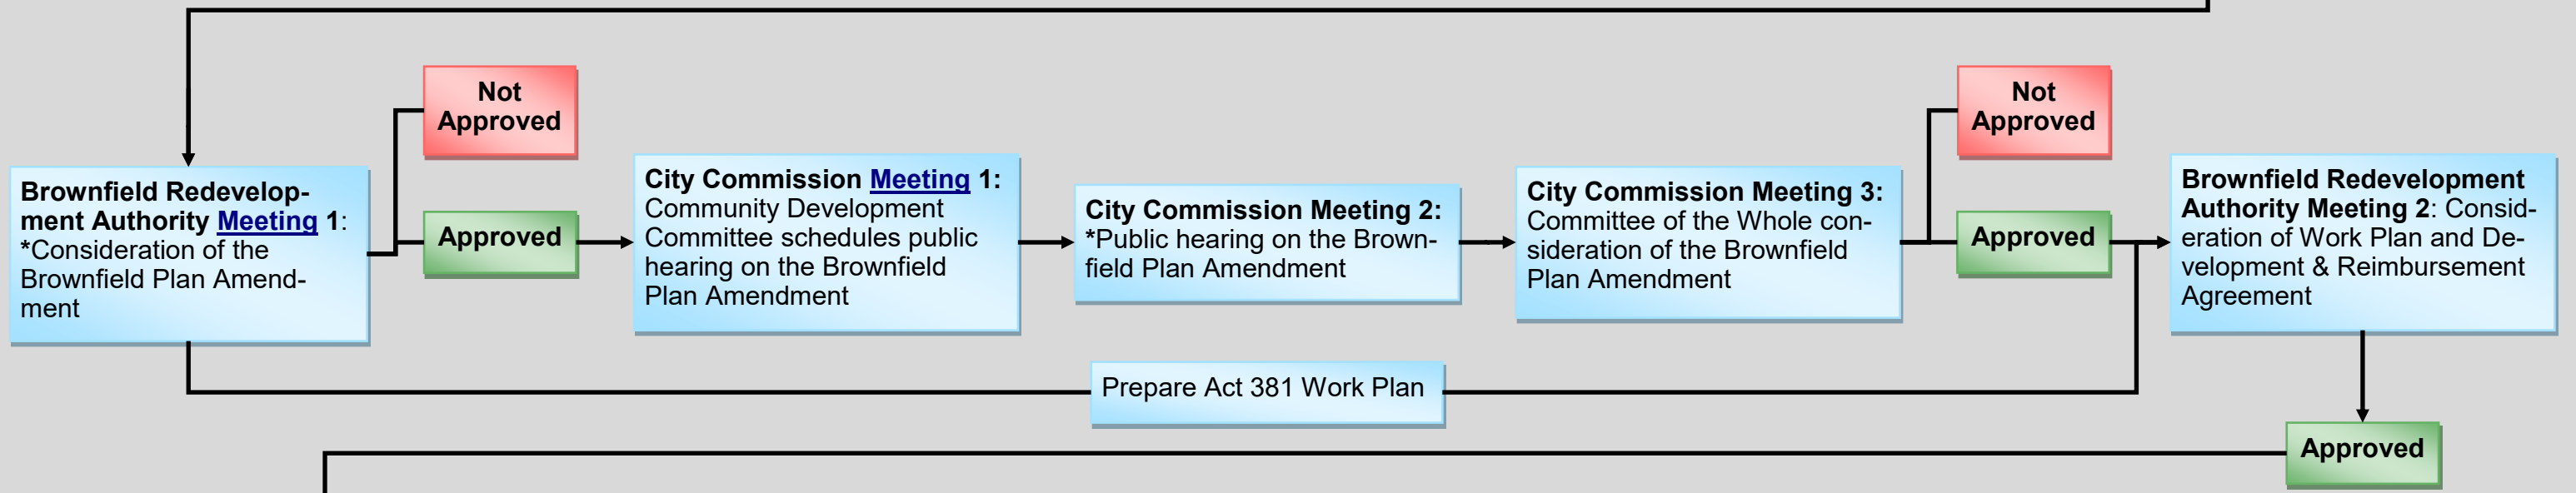 Not
Approved
Approved
Brownfield Redevelop-
ment Authority Meeting 1:
*Consideration of the
Brownfield Plan Amend-
ment
City Commission Meeting 1:
Community Development
Committee schedules public
hearing on the Brownfield
Plan Amendment
City Commission Meeting 2:
*Public hearing on the Brown-
field Plan Amendment
City Commission Meeting 3:
Committee of the Whole con-
sideration of the Brownfield
Plan Amendment
Not
Approved
Approved
Brownfield Redevelopment
Authority Meeting 2: Consid-
eration of Work Plan and De-
velopment & Reimbursement
Agreement
Prepare Act 381 Work Plan
Approved